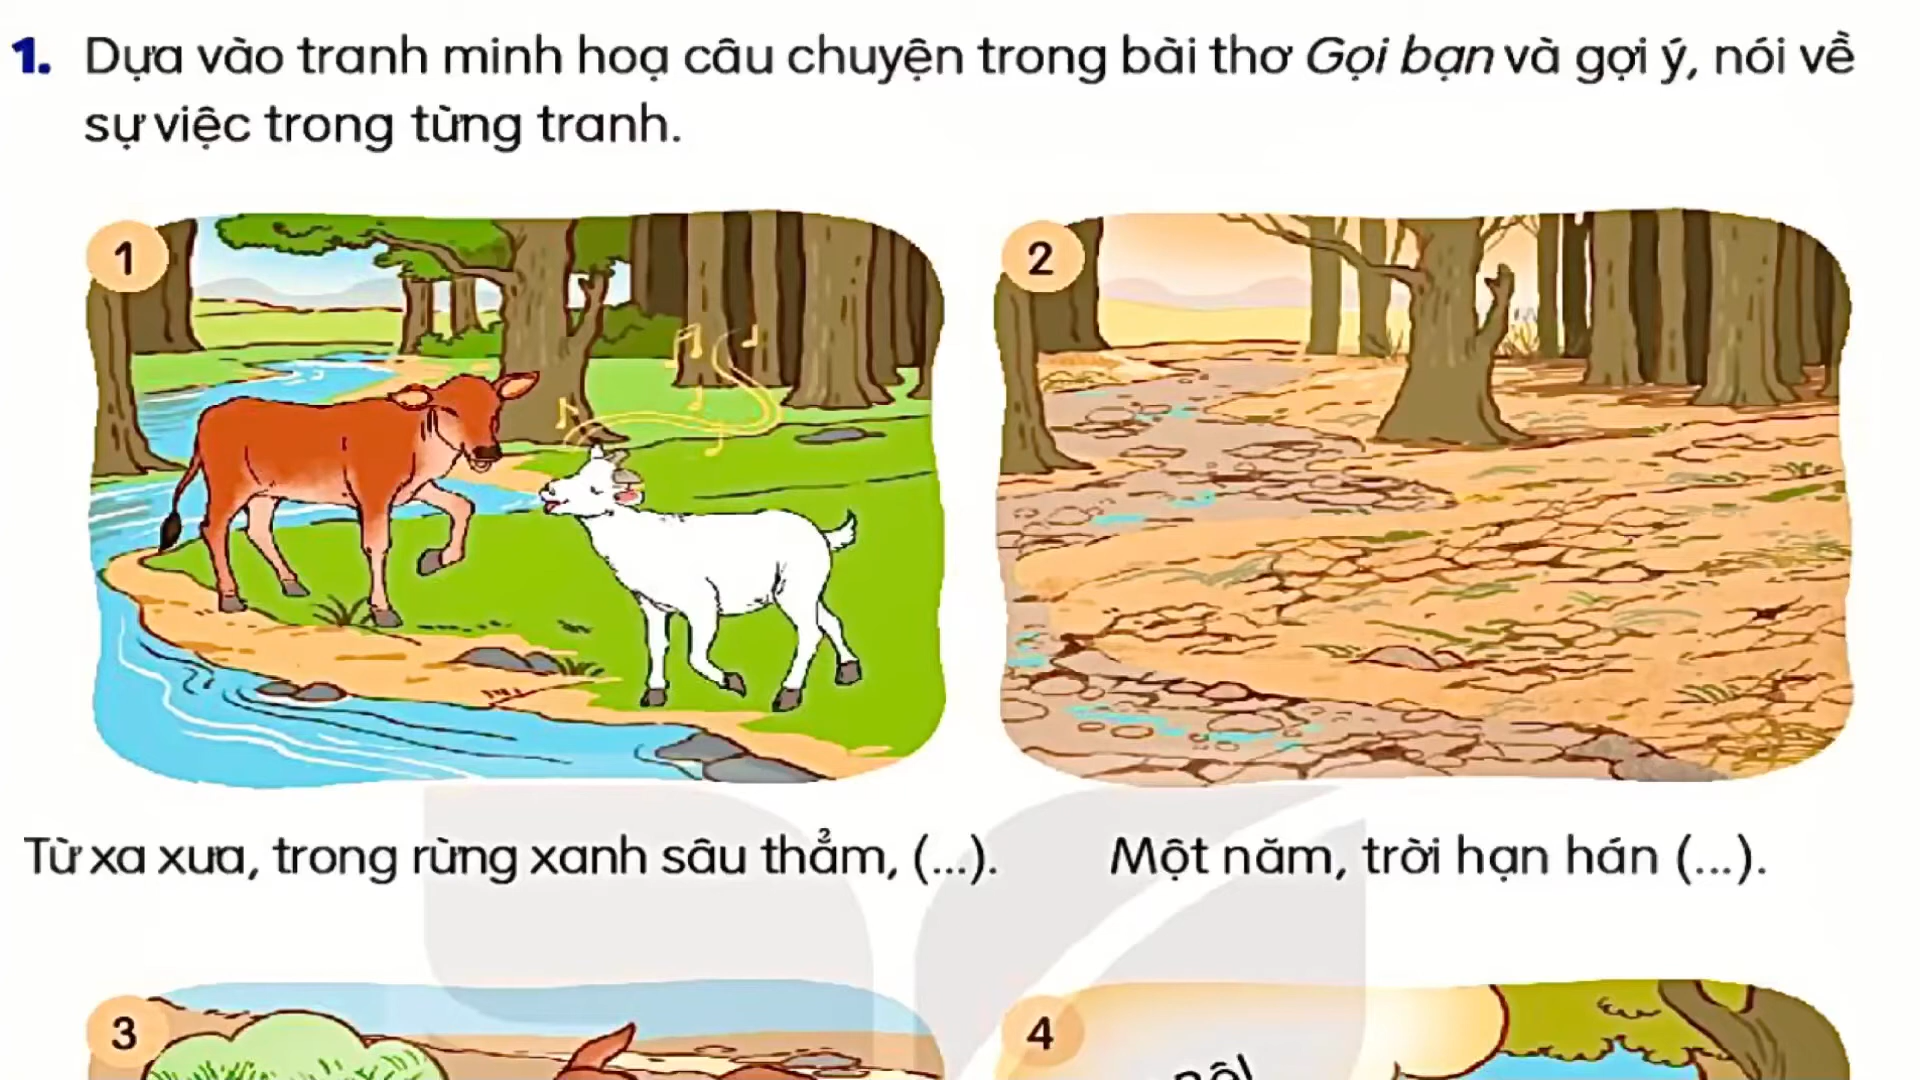 1. Dựa vào tranh minh hoạ câu chuyện trong bài thơ Gọi bạn và gợi ý, nói về
sự việc trong từng tranh.
1
2
Từ xa xưa, trong rừng xanh sâu thẳm, (...).
Một năm, trời hạn hán (...).
3
4